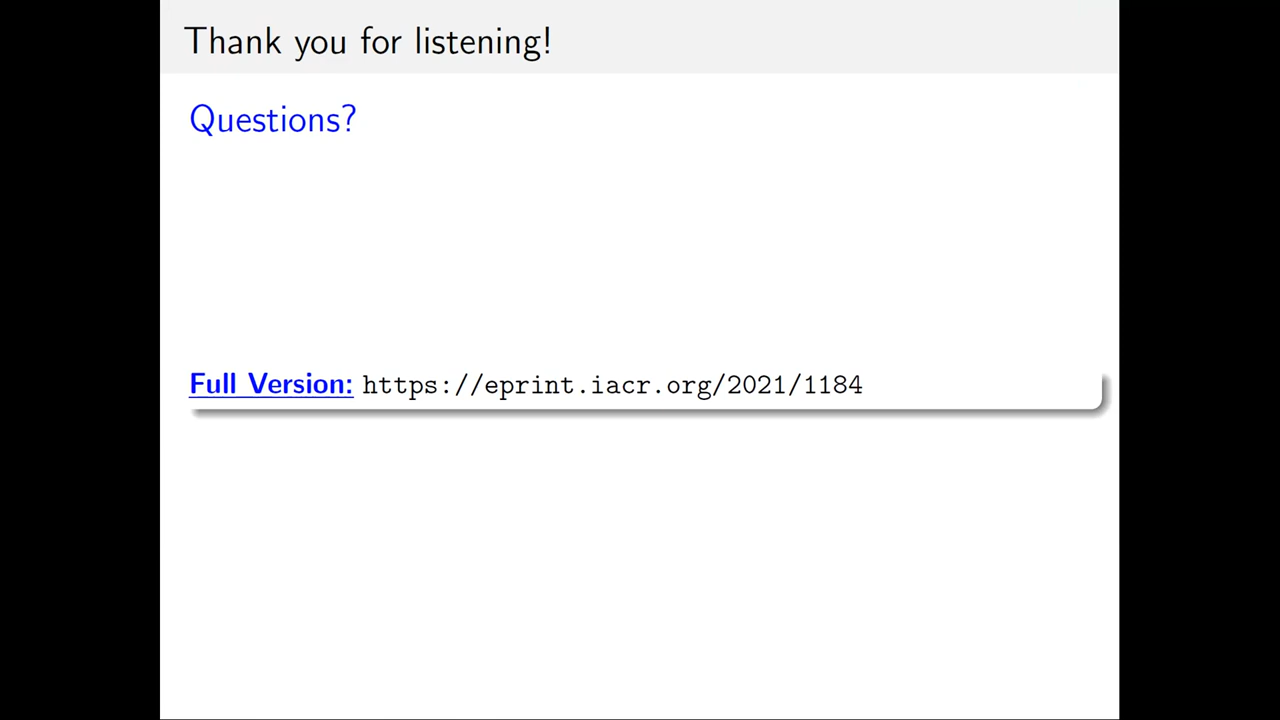 Thank you for listening!
Questions?
Full Version: https://eprint.iacr.org/2021/1184